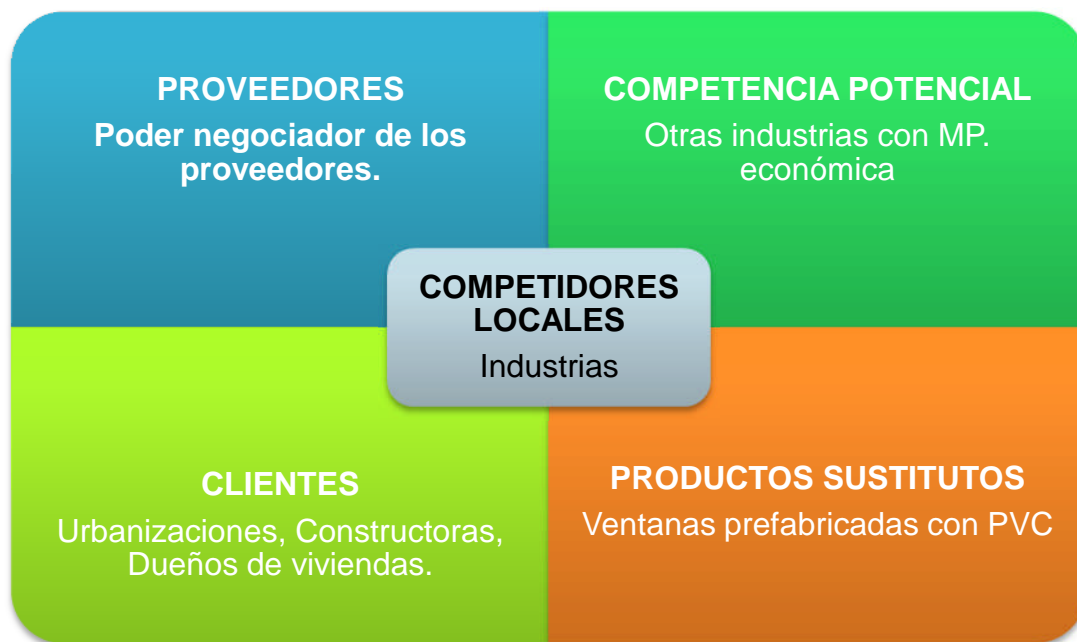 PROVEEDORES
Poder negociador de los
proveedores.
COMPETENCIA POTENCIAL
Otras industrias con MP.
económica
COMPETIDORES
LOCALES
Industrias
CLIENTES
Urbanizaciones, Constructoras,
Dueños de viviendas.
PRODUCTOS SUSTITUTOS
Ventanas prefabricadas con PVC